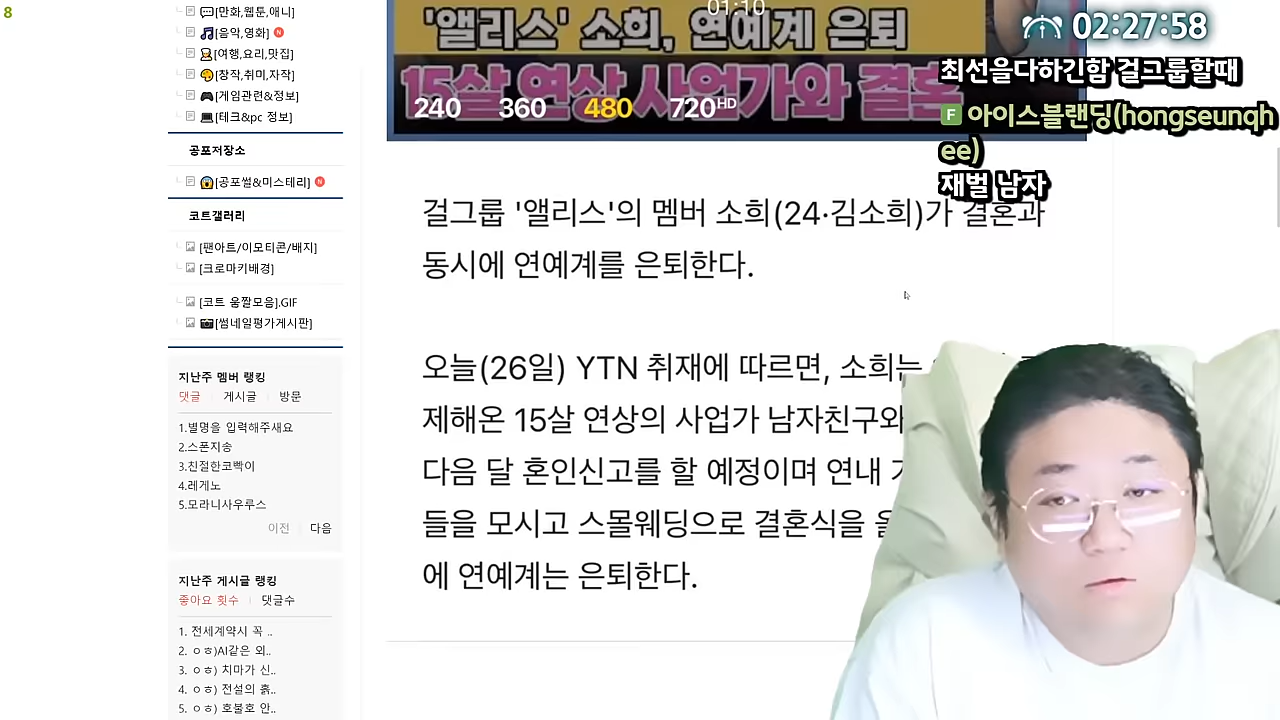 8
[만화,웹툰,애니]
[음악,영화] N
[여행,요리,맛집]
[창작,취미,자작]
[게임관련&정보]
[테크&pc 정보]
공포저장소
[공포썰&미스테리] N
코트갤러리
[팬아트/이모티콘/배지]
[크로마키배경]
[코트 움짤모음].GIF
[썸네일평가게시판]
지난주 멤버 랭킹
댓글 게시글 방문
1.별명을 입력해주세요
2.스폰지송
3.친절한코빡이
4.레게노
5.모라니사우루스
이전 다음
지난주 게시글 랭킹
좋아요 횟수 댓글수
1. 전세계약시 꼭 ..
2. ㅇㅎ)AI같은 외..
3. ㅇㅎ) 치마가 신..
4. ㅇㅎ) 전설의 흙..
5. ㅇㅎ) 호불호 안..
01:10
'앨리스' 소희, 연예계 은퇴
15살 연상 사업가와 결혼
240 360 480 720HD
걸그룹 '앨리스'의 멤버 소희(24·김소희)가 결혼과
동시에 연예계를 은퇴한다.
오늘(26일) YTN 취재에 따르면, 소희는
제해온 15살 연상의 사업가 남자친구와
다음 달 혼인신고를 할 예정이며 연내
들을 모시고 스몰웨딩으로 결혼식을
에 연예계는 은퇴한다.
02:27:58
최선을다하긴함 걸그룹할때
F 아이스블랜딩(hongseunqh
ee)
재벌 남자